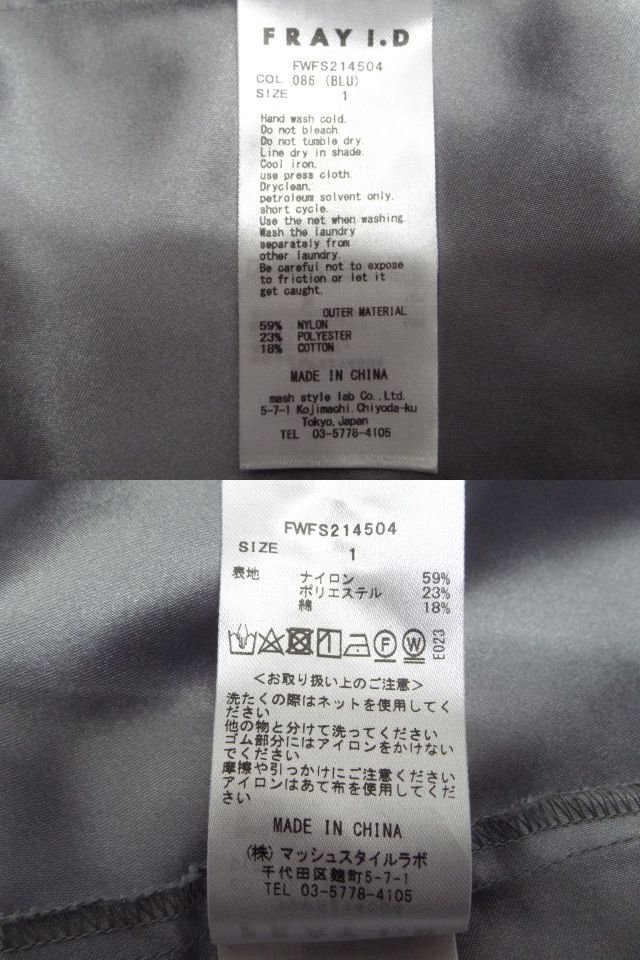 FRAY I.D
FWFS214504
COL 086 (BLU)
SIZE 1
Hand wash cold.
Do not bleach.
Do not tumble dry.
Line dry in shade.
Cool iron,
use press cloth.
Dryclean,
petroleum solvent only.
short cycle.
Use the net when washing.
Wash the laundry
separately from
other laundry.
Be careful not to expose
to friction or let it
get caught.
OUTER MATERIAL
59% NYLON
23% POLYESTER
18% COTTON
MADE IN CHINA
mash style lab Co.,Ltd.
5-7-1 Kojimachi,Chiyoda-ku
Tokyo,Japan
TEL 03-5778-4105
FWFS214504
SIZE 1
表地 ナイロン 59%
ポリエステル 23%
綿 18%
F W E023
<お取り扱い上のご注意>
洗たくの際はネットを使用してく
ださい
他の物と分けて洗ってください
ゴム部分にはアイロンをかけない
でください
摩擦や引っかけにご注意ください
アイロンはあて布を使用してくだ
さい
MADE IN CHINA
(株)マッシュスタイルラボ
千代田区麹町5-7-1
TEL 03-5778-4105